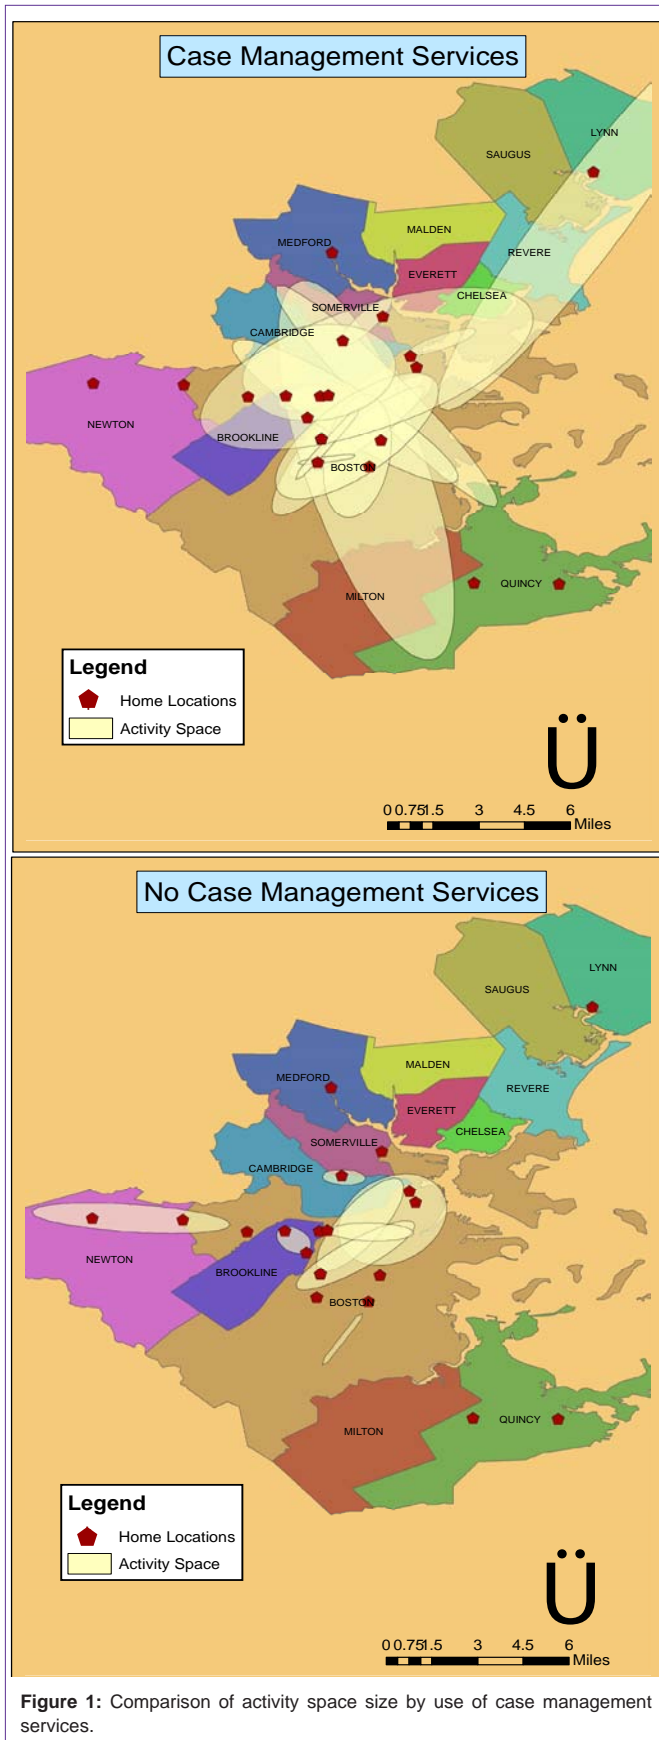 Case Management Services
LYNN
SAUGUS
MALDEN
MEDFORD
REVERE
EVERETT
CHELSEA
SOMERVILLE
CAMBRIDGE
NEWTON
BROOKLINE
BOSTON
QUINCY
MILTON
Legend
Home Locations
Activity Space
Ü
0 0.75 1.5 3 4.5 6
Miles
No Case Management Services
LYNN
SAUGUS
MALDEN
MEDFORD
REVERE
EVERETT
CHELSEA
SOMERVILLE
CAMBRIDGE
NEWTON
BROOKLINE
BOSTON
QUINCY
MILTON
Legend
Home Locations
Activity Space
Ü
0 0.75 1.5 3 4.5 6
Miles
Figure 1: Comparison of activity space size by use of case management
services.